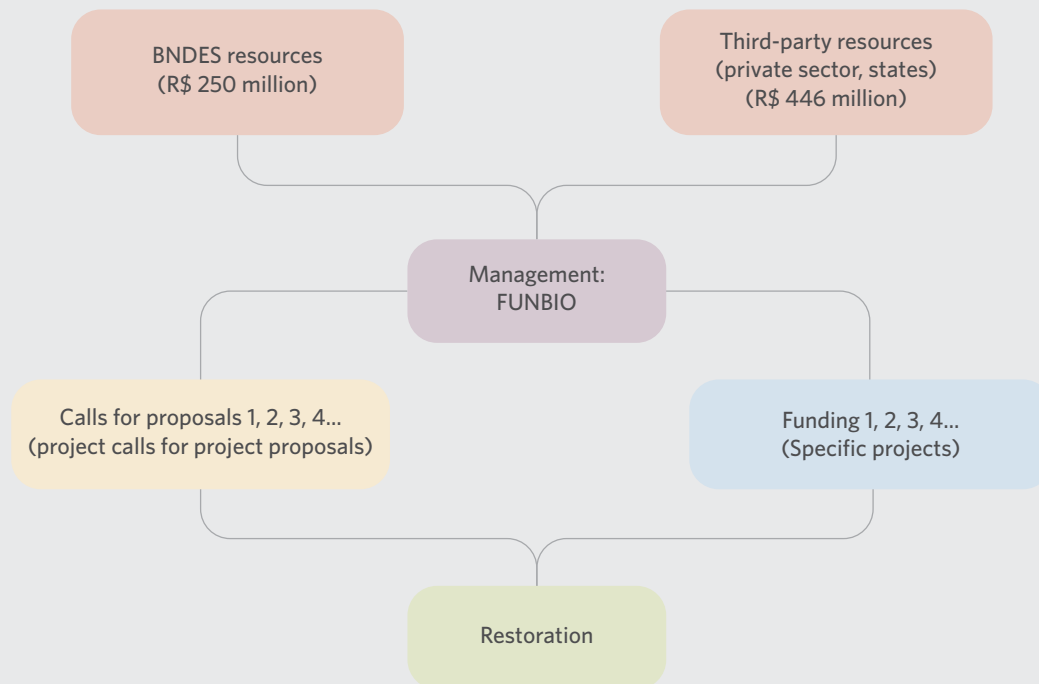 BNDES resources
(R$ 250 million)
Third-party resources
(private sector, states)
(R$ 446 million)
Management:
FUNBIO
Calls for proposals 1, 2, 3, 4...
(project calls for project proposals)
Funding 1, 2, 3, 4...
(Specific projects)
Restoration